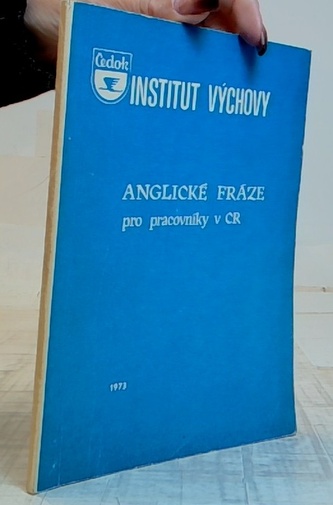 Čedok
INSTITUT VÝCHOVY
ANGLICKÉ FRÁZE
pro pracovníky v CR
1973